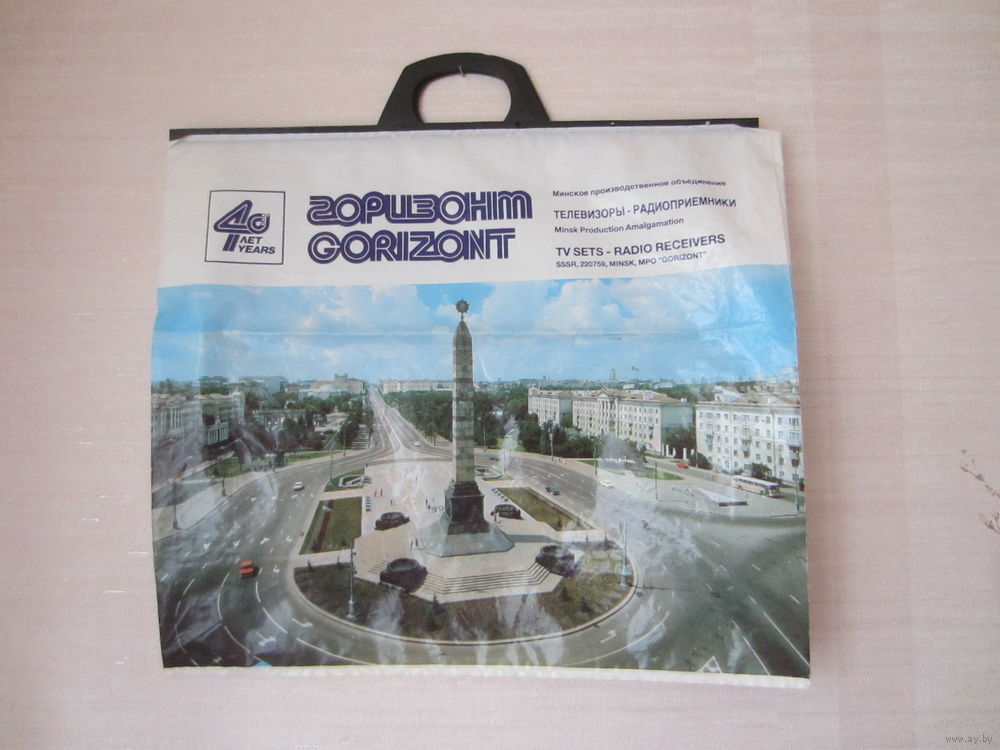 40
ЛЕТ
YEARS
ГОРИЗОНТ
GORIZONT
Минское производственное объединение
ТЕЛЕВИЗОРЫ - РАДИОПРИЕМНИКИ
Minsk Production Amalgamation
TV SETS - RADIO RECEIVERS
SSSR, 220759, MINSK, MPO "GORIZONT"
www.ay.by